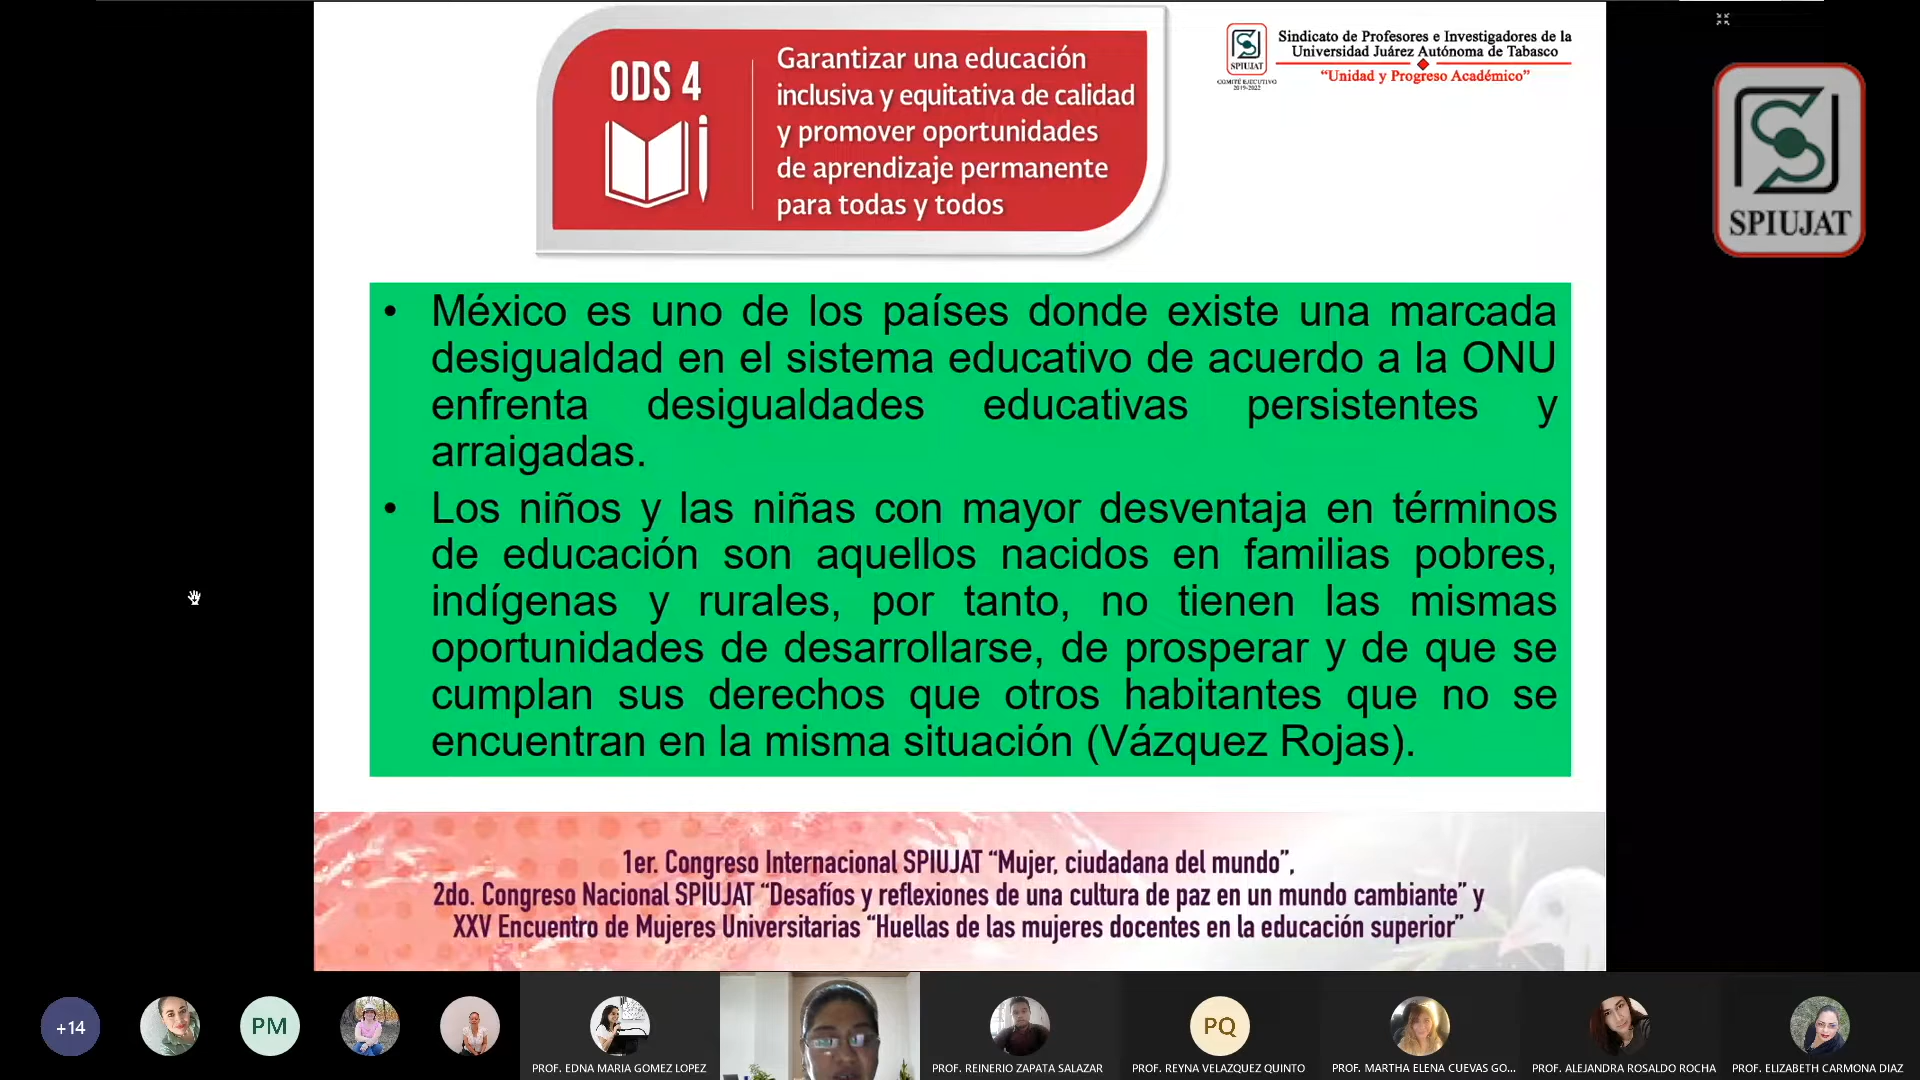 ODS 4
Garantizar una educación
inclusiva y equitativa de calidad
y promover oportunidades
de aprendizaje permanente
para todas y todos
SPIUJAT
COMITÉ EJECUTIVO
2019-2022
Sindicato de Profesores e Investigadores de la
Universidad Juárez Autónoma de Tabasco
“Unidad y Progreso Académico”
SPIUJAT
• México es uno de los países donde existe una marcada
desigualdad en el sistema educativo de acuerdo a la ONU
enfrenta desigualdades educativas persistentes y
arraigadas.
• Los niños y las niñas con mayor desventaja en términos
de educación son aquellos nacidos en familias pobres,
indígenas y rurales, por tanto, no tienen las mismas
oportunidades de desarrollarse, de prosperar y de que se
cumplan sus derechos que otros habitantes que no se
encuentran en la misma situación (Vázquez Rojas).
1er. Congreso Internacional SPIUJAT “Mujer, ciudadana del mundo”,
2do. Congreso Nacional SPIUJAT “Desafíos y reflexiones de una cultura de paz en un mundo cambiante” y
XXV Encuentro de Mujeres Universitarias “Huellas de las mujeres docentes en la educación superior”
+14
PM
PQ
PROF. EDNA MARIA GOMEZ LOPEZ
PROF. REINERIO ZAPATA SALAZAR
PROF. REYNA VELAZQUEZ QUINTO
PROF. MARTHA ELENA CUEVAS GO...
PROF. ALEJANDRA ROSALDO ROCHA
PROF. ELIZABETH CARMONA DIAZ